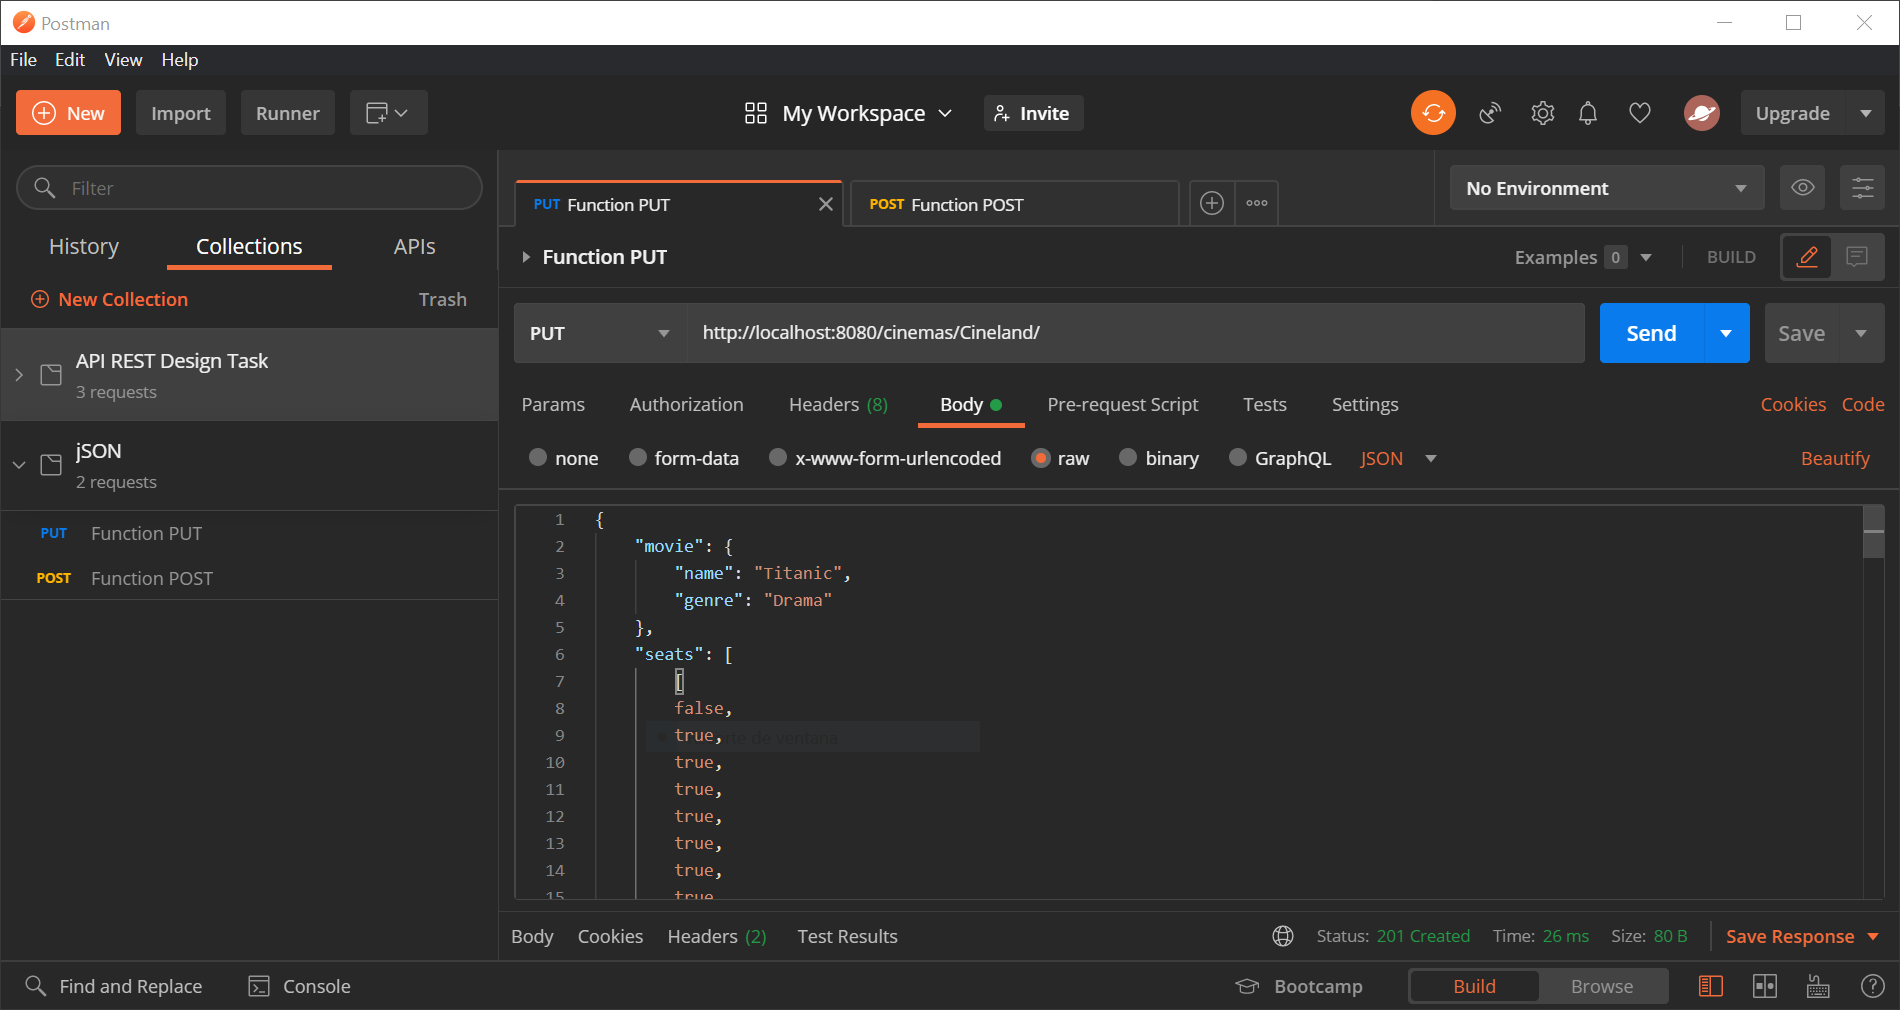 Postman
File Edit View Help
New Import Runner My Workspace Invite Upgrade
Filter
History Collections APIs
New Collection Trash
API REST Design Task
3 requests
jSON
2 requests
PUT Function PUT
POST Function POST
PUT Function PUT POST Function POST No Environment
Function PUT Examples 0 BUILD
PUT http://localhost:8080/cinemas/Cineland/ Send Save
Params Authorization Headers (8) Body Pre-request Script Tests Settings Cookies Code
none form-data x-www-form-urlencoded raw binary GraphQL JSON Beautify
1 {
2 "movie": {
3 "name": "Titanic",
4 "genre": "Drama"
5 },
6 "seats": [
7 [
8 false,
9 true, de ventana
10 true,
11 true,
12 true,
13 true,
14 true,
15 true
Body Cookies Headers (2) Test Results Status: 201 Created Time: 26 ms Size: 80 B Save Response
Find and Replace Console Bootcamp Build Browse